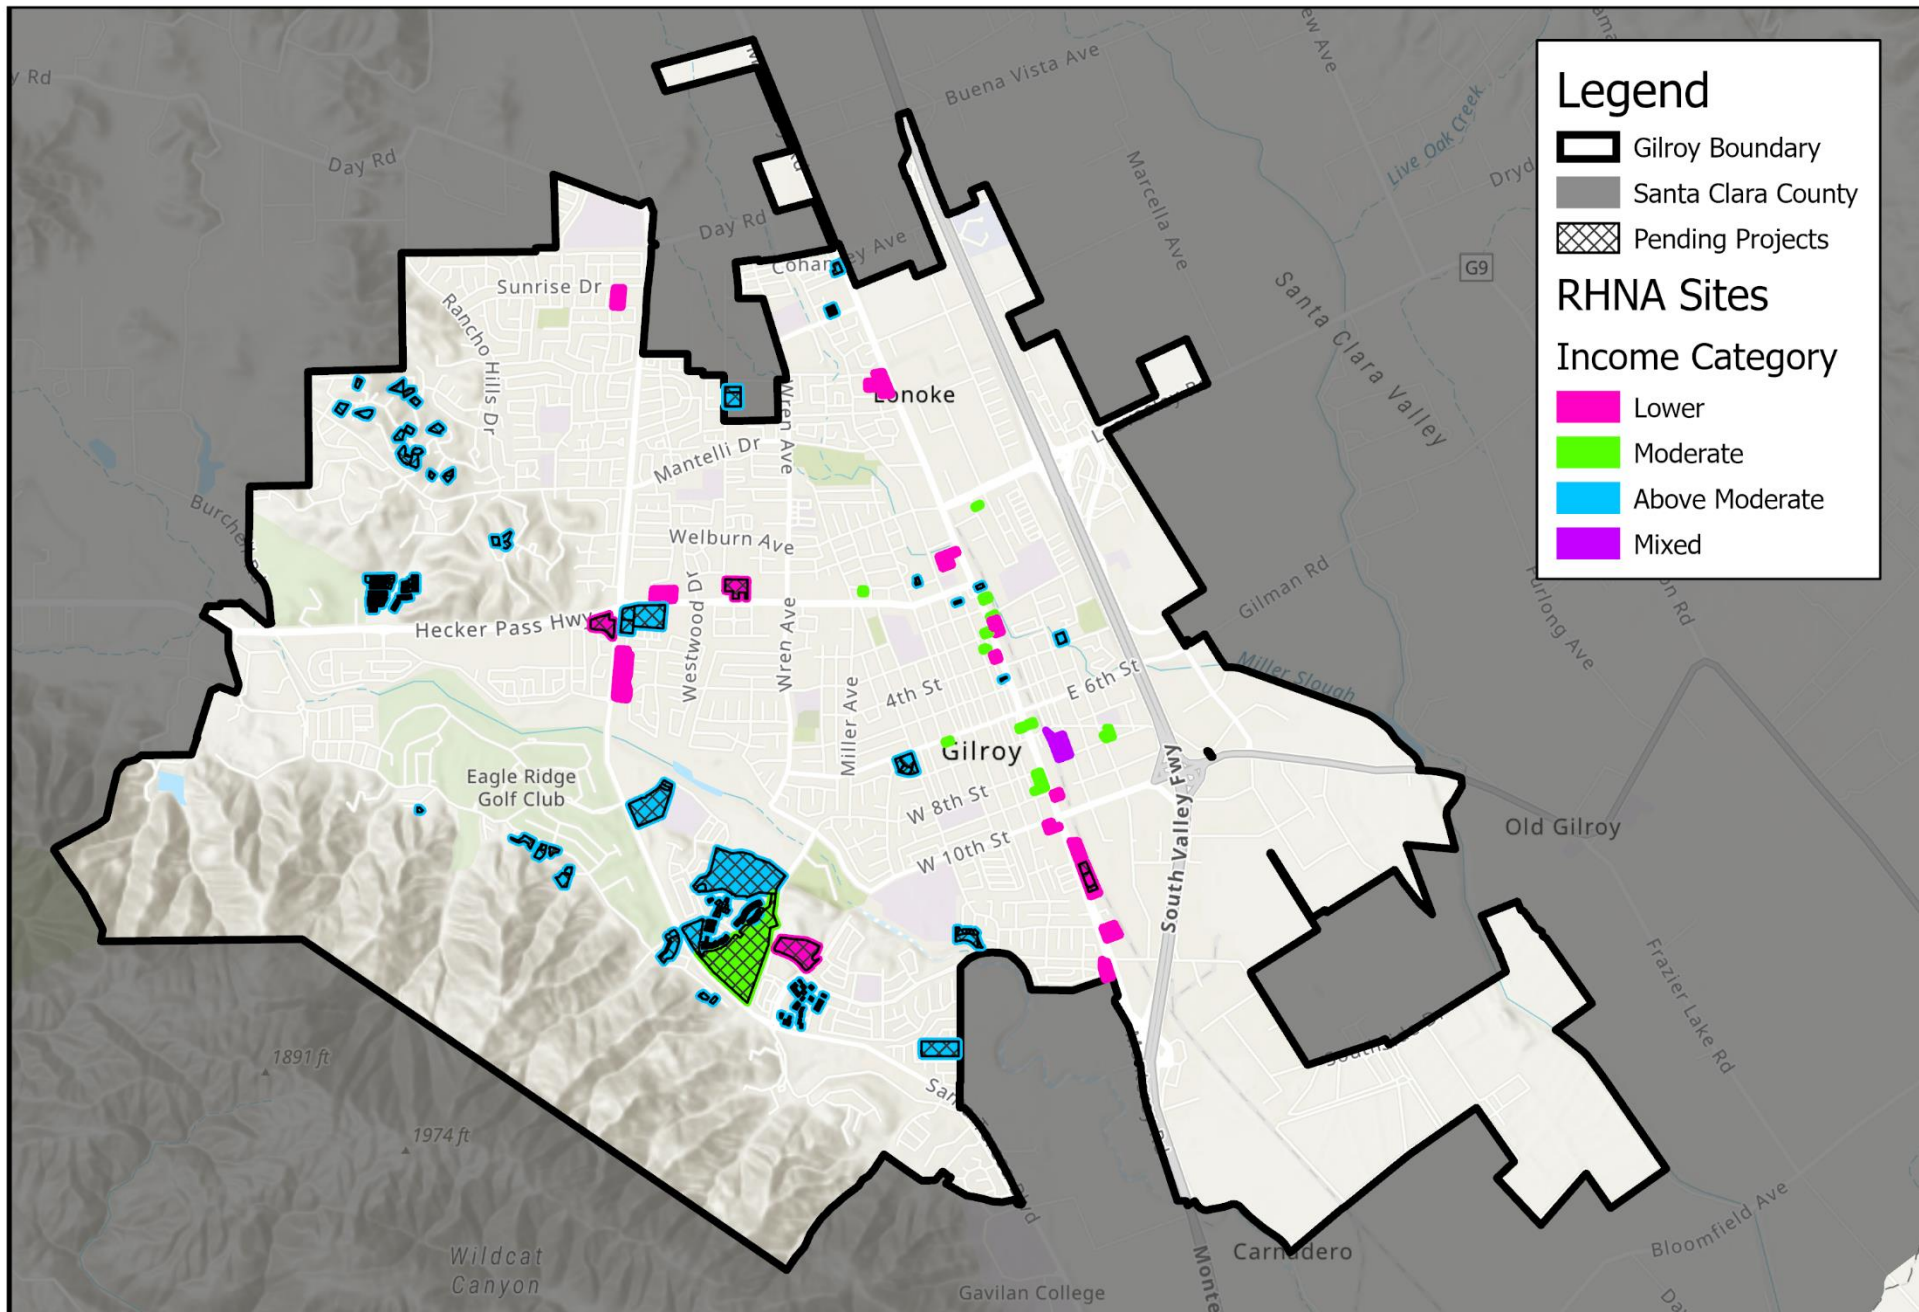 Legend
Gilroy Boundary
Santa Clara County
Pending Projects
RHNA Sites
Income Category
Lower
Moderate
Above Moderate
Mixed
Buena Vista Ave
Live Oak Creek
Day Rd
Marcella Ave
Day Rd
G9
Sunrise Dr
Santa Clara Valley
Rancho Hills Dr
Lonoke
Wren Ave
Mantelli Dr
Welburn Ave
Gilman Rd
Furlong Ave
Hecker Pass Hwy
Westwood Dr
Wren Ave
Miller Slough
4th St
E 6th St
Miller Ave
Gilroy
Eagle Ridge
Golf Club
W 8th St
South Valley Fwy
Old Gilroy
W 10th St
Frazier Lake Rd
1891 ft
1974 ft
Wildcat
Canyon
Carnadero
Bloomfield Ave
Gavilan College